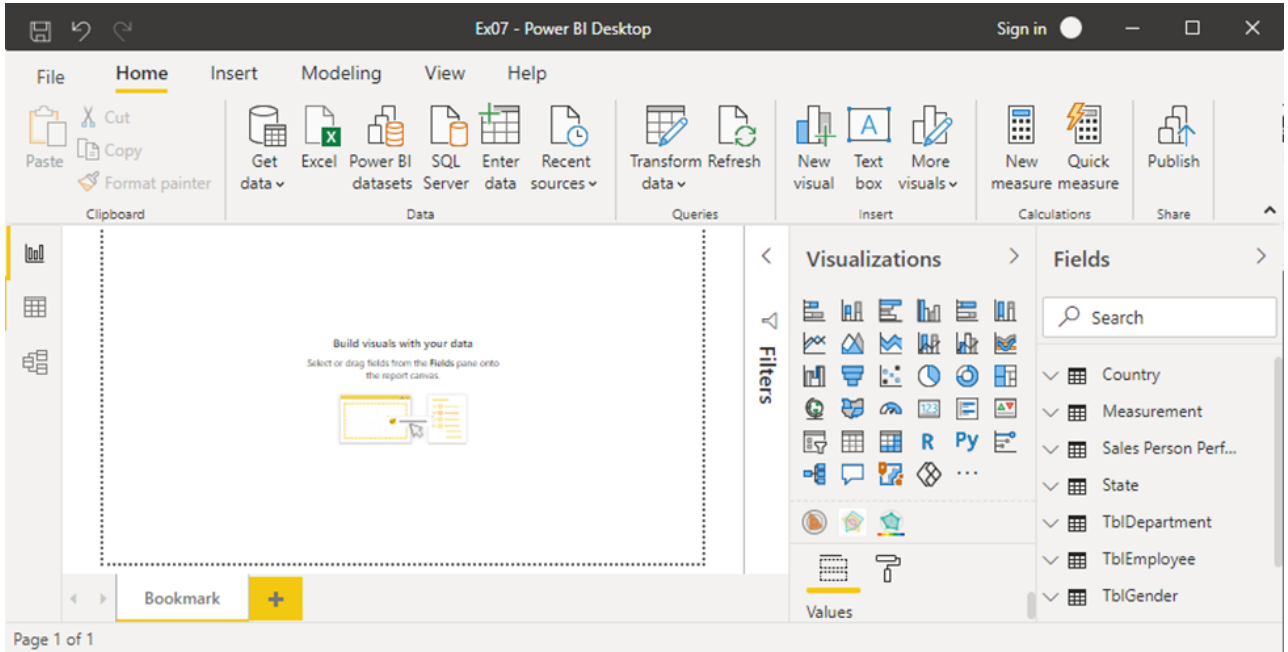 Ex07 - Power BI Desktop
Sign in
File Home Insert Modeling View Help
Paste
Cut
Copy
Format painter
Clipboard
Get data
Excel
Power BI datasets
SQL Server
Enter data
Recent sources
Data
Transform data
Refresh
Queries
New visual
Text box
More visuals
Insert
New measure
Quick measure
Calculations
Publish
Share
Build visuals with your data
Select or drag fields from the Fields pane onto
the report canvas.
Filters
Visualizations
123
R
Py
Values
Fields
Search
Country
Measurement
Sales Person Perf...
State
TblDepartment
TblEmployee
TblGender
Bookmark
Page 1 of 1